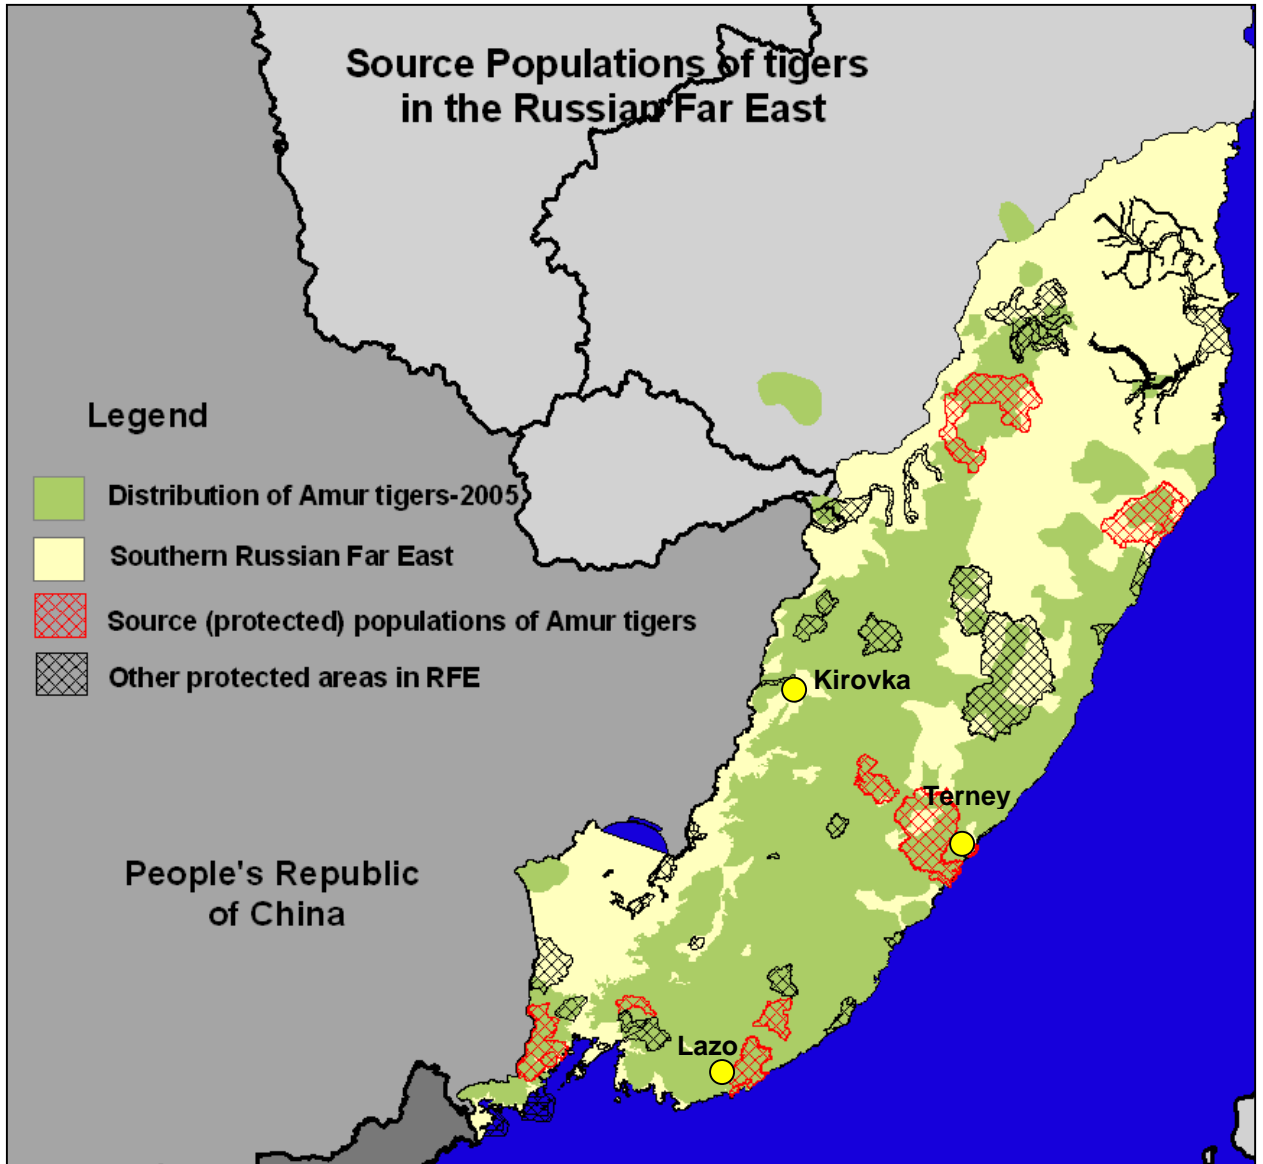 Source Populations of tigers
in the Russian Far East
Legend
Distribution of Amur tigers-2005
Southern Russian Far East
Source (protected) populations of Amur tigers
Other protected areas in RFE
Kirovka
Terney
People's Republic
of China
Lazo